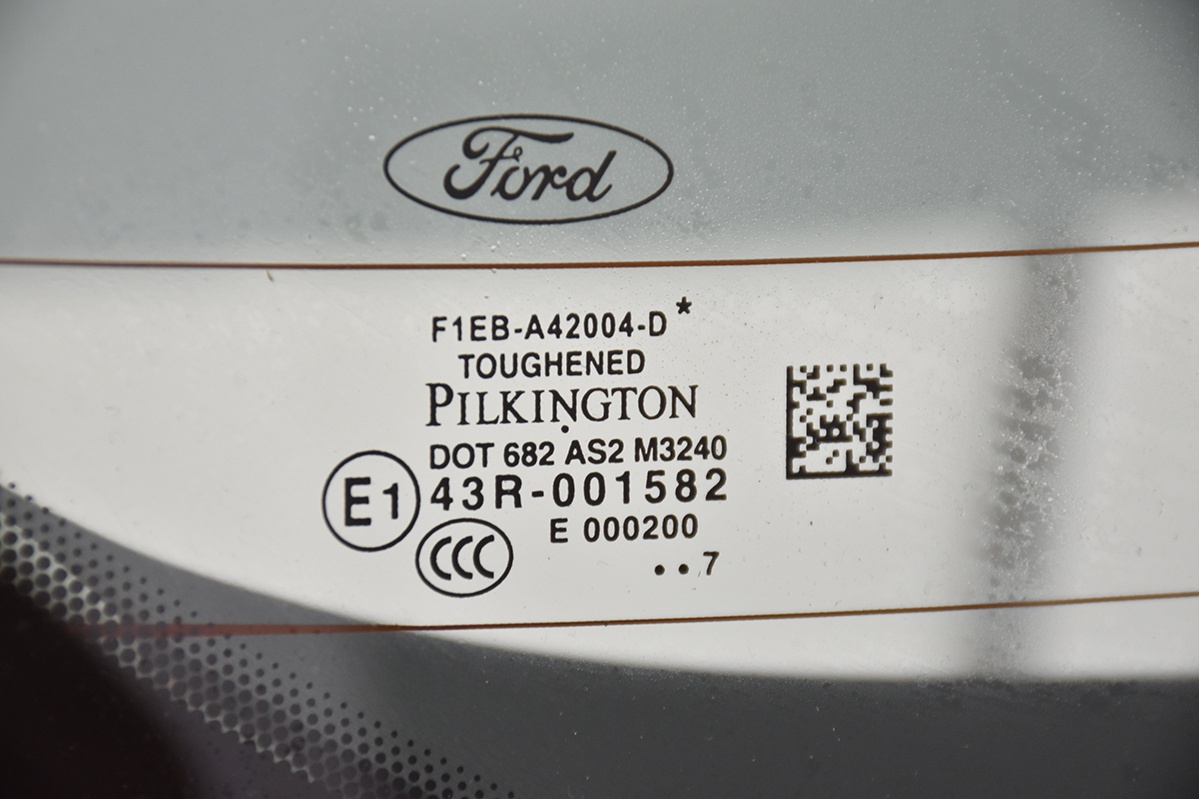 Ford
F1EB-A42004-D*
TOUGHENED
PILKINGTON
DOT 682 AS2 M3240
E1 43R-001582
E 000200
CCC
..7